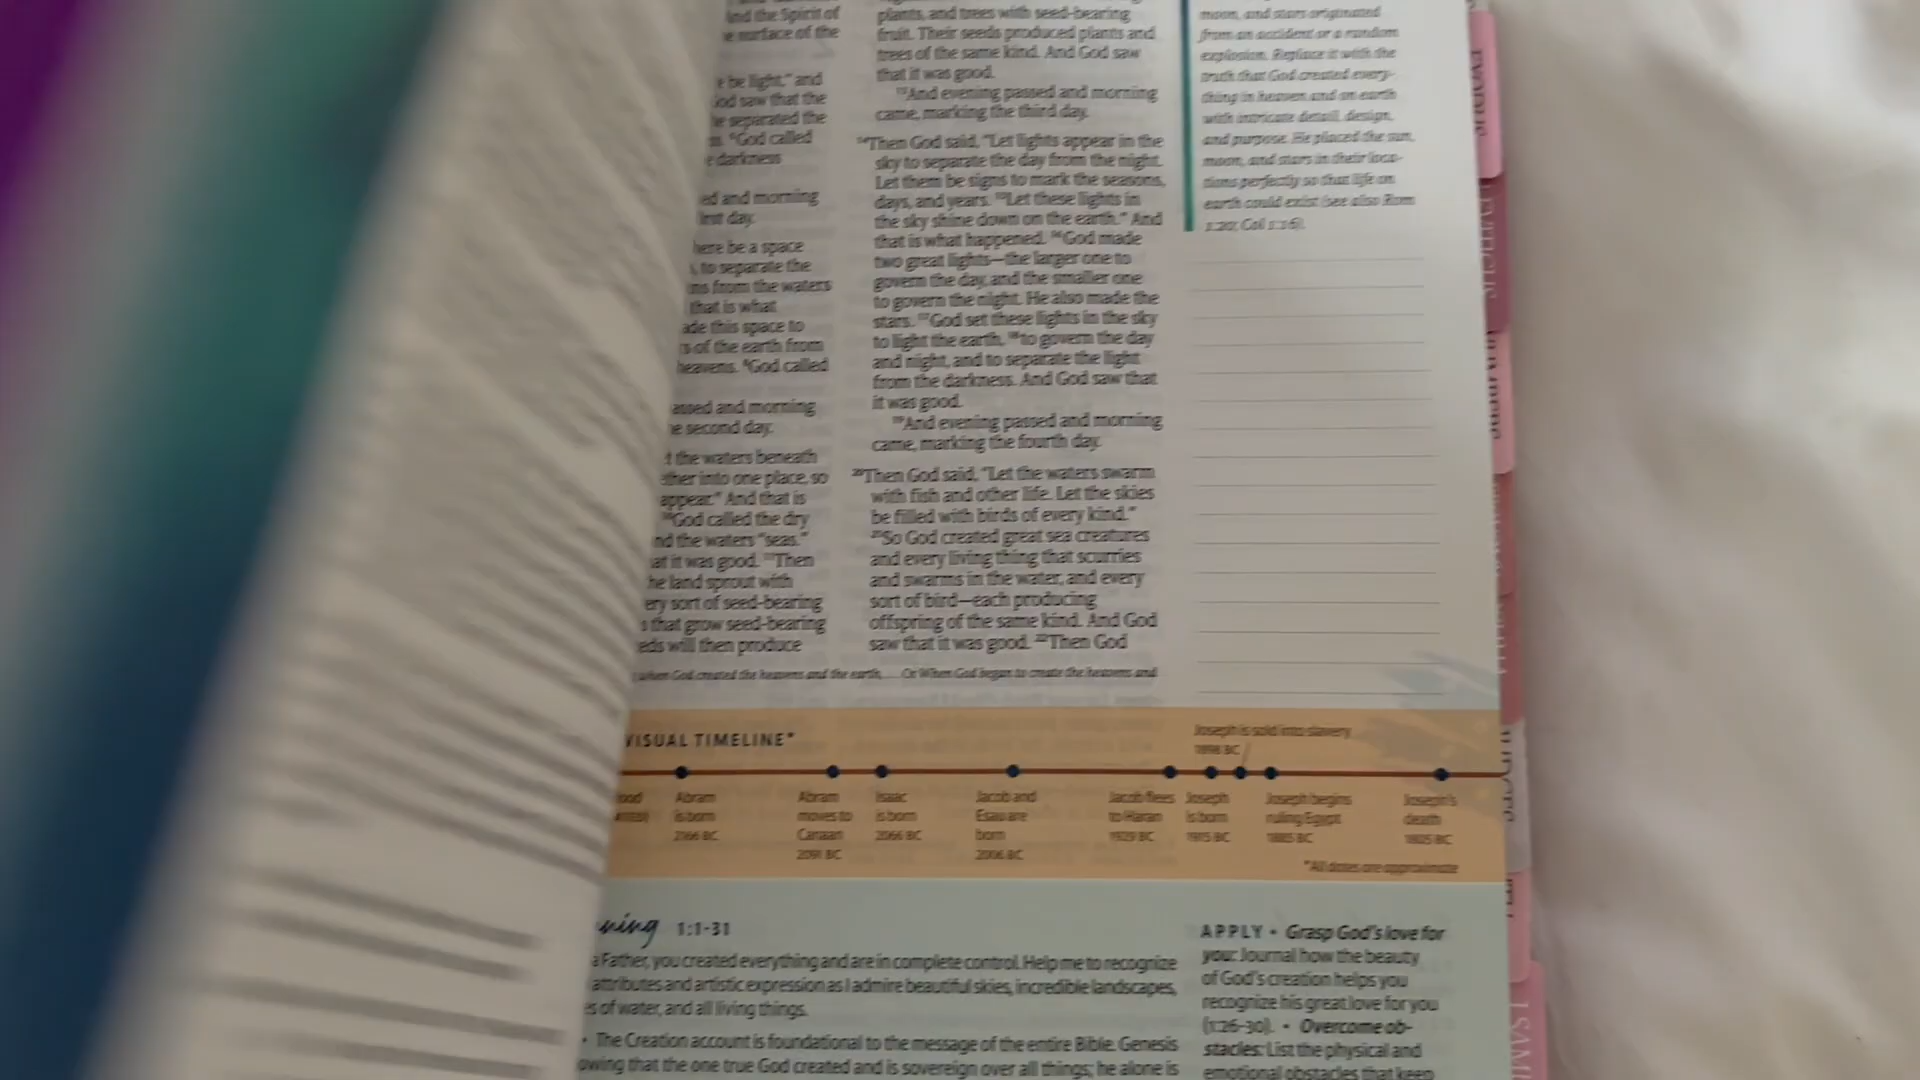 And the Spirit of
surface of the
e be light," and
God saw that the
he separated the
God called
e darkness
ed and morning
first day.
here be a space
, to separate the
ns from the waters
that is what
ade this space to
rs of the earth from
heavens. ⁸God called
assed and morning
e second day.
t the waters beneath
ther into one place, so
appear." And that is
¹⁰God called the dry
nd the waters "seas."
at it was good. ¹¹Then
he land sprout with
ery sort of seed-bearing
s that grow seed-bearing
eds will then produce
plants, and trees with seed-bearing
fruit. Their seeds produced plants and
trees of the same kind. And God saw
that it was good.
¹³And evening passed and morning
came, marking the third day.
¹⁴Then God said, "Let lights appear in the
sky to separate the day from the night.
Let them be signs to mark the seasons,
days, and years. ¹⁵Let these lights in
the sky shine down on the earth." And
that is what happened. ¹⁶God made
two great lights—the larger one to
govern the day, and the smaller one
to govern the night. He also made the
stars. ¹⁷God set these lights in the sky
to light the earth, ¹⁸to govern the day
and night, and to separate the light
from the darkness. And God saw that
it was good.
¹⁹And evening passed and morning
came, marking the fourth day.
²⁰Then God said, "Let the waters swarm
with fish and other life. Let the skies
be filled with birds of every kind."
²¹So God created great sea creatures
and every living thing that scurries
and swarms in the water, and every
sort of bird—each producing
offspring of the same kind. And God
saw that it was good. ²²Then God
when God created the heavens and the earth, . . . Or When God began to create the heavens and
moon, and stars originated
from an accident or a random
explosion. Replace it with the
truth that God created every-
thing in heaven and on earth
with intricate detail, design,
and purpose. He placed the sun,
moon, and stars in their loca-
tions perfectly so that life on
earth could exist (see also Rom
1:20; Col 1:16).
VISUAL TIMELINE*
Joseph is sold into slavery
1898 BC
Abram
is born
2166 BC
Abram
moves to
Canaan
2091 BC
Isaac
is born
2066 BC
Jacob and
Esau are
born
2006 BC
Jacob flees
to Haran
1929 BC
Joseph
is born
1915 BC
Joseph begins
ruling Egypt
1885 BC
Joseph's
death
1805 BC
*All dates are approximate
ning 1:1-31
a Father, you created everything and are in complete control. Help me to recognize
attributes and artistic expression as I admire beautiful skies, incredible landscapes,
es of water, and all living things.
• The Creation account is foundational to the message of the entire Bible. Genesis
owing that the one true God created and is sovereign over all things; he alone is
APPLY • Grasp God's love for
you: Journal how the beauty
of God's creation helps you
recognize his great love for you
(1:26-30). • Overcome ob-
stacles: List the physical and
emotional obstacles that keep
EXODUS
LEVITICUS
NUMBERS
JUDGES
RUTH
1 SAMU